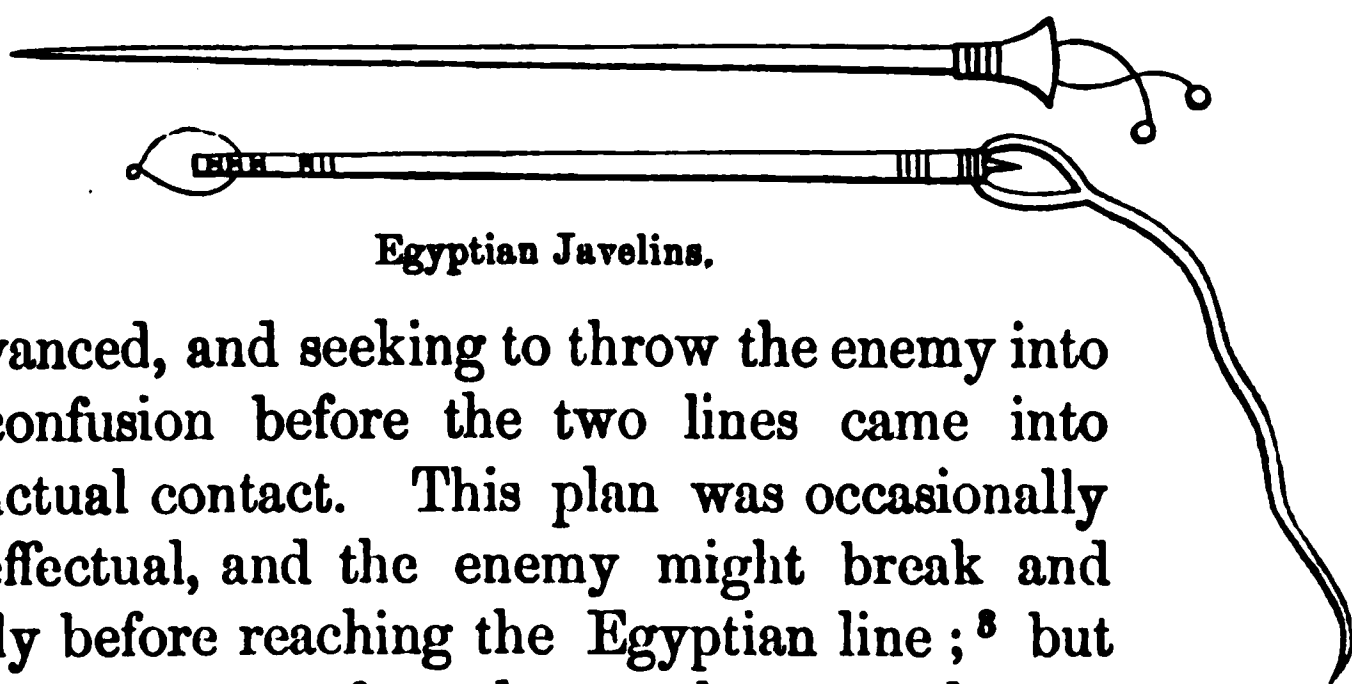 Egyptian Javelins.
vanced, and seeking to throw the enemy into
confusion before the two lines came into
actual contact. This plan was occasionally
effectual, and the enemy might break and
ly before reaching the Egyptian line ;³ but